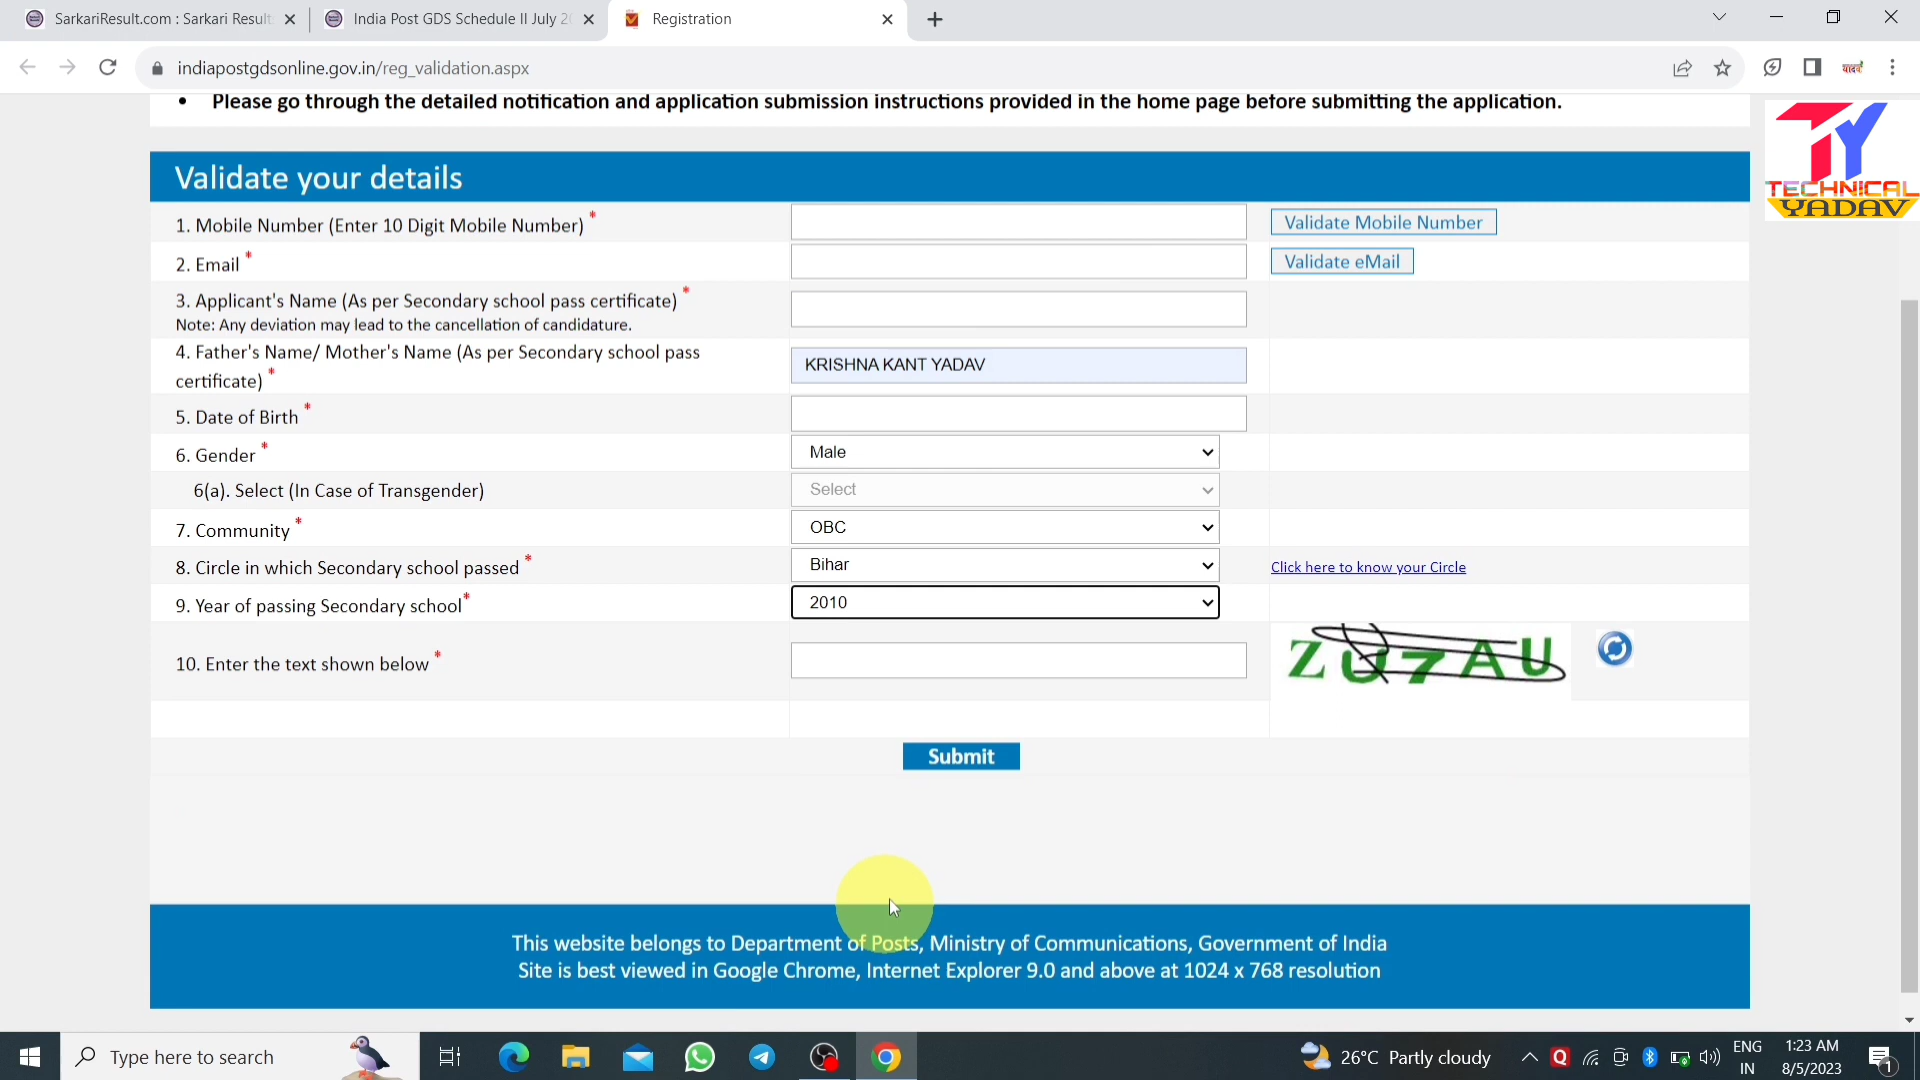 SarkariResult.com : Sarkari Result
India Post GDS Schedule II July 20
Registration
indiapostgdsonline.gov.in/reg_validation.aspx
यादव
• Please go through the detailed notification and application submission instructions provided in the home page before submitting the application.
TY
TECHNICAL
YADAV
Validate your details
1. Mobile Number (Enter 10 Digit Mobile Number) *
Validate Mobile Number
2. Email *
Validate eMail
3. Applicant's Name (As per Secondary school pass certificate) *
Note: Any deviation may lead to the cancellation of candidature.
4. Father's Name/ Mother's Name (As per Secondary school pass
certificate) *
KRISHNA KANT YADAV
5. Date of Birth *
6. Gender *
Male
6(a). Select (In Case of Transgender)
Select
7. Community *
OBC
8. Circle in which Secondary school passed *
Bihar
Click here to know your Circle
9. Year of passing Secondary school*
2010
10. Enter the text shown below *
ZU7AU
Submit
This website belongs to Department of Posts, Ministry of Communications, Government of India
Site is best viewed in Google Chrome, Internet Explorer 9.0 and above at 1024 x 768 resolution
Type here to search
26°C Partly cloudy
Q
ENG
IN
1:23 AM
8/5/2023
1